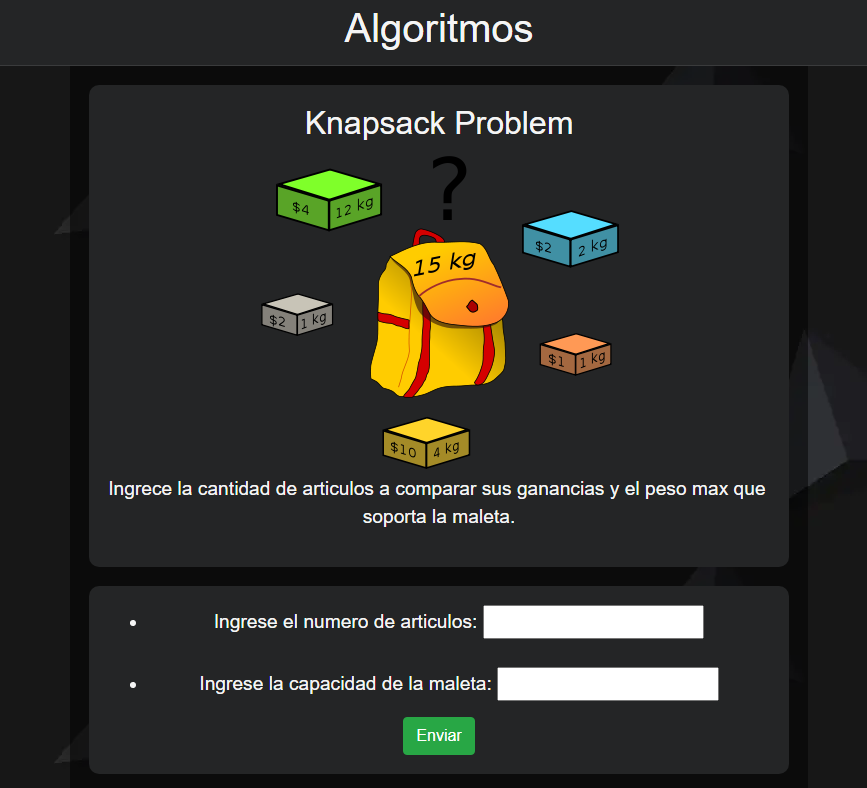 Algoritmos
Knapsack Problem
?
$4 12 kg
$2 2 kg
15 kg
$2 1 kg
$1 1 kg
$10 4 kg
Ingrece la cantidad de articulos a comparar sus ganancias y el peso max que
soporta la maleta.
Ingrese el numero de articulos:
Ingrese la capacidad de la maleta:
Enviar